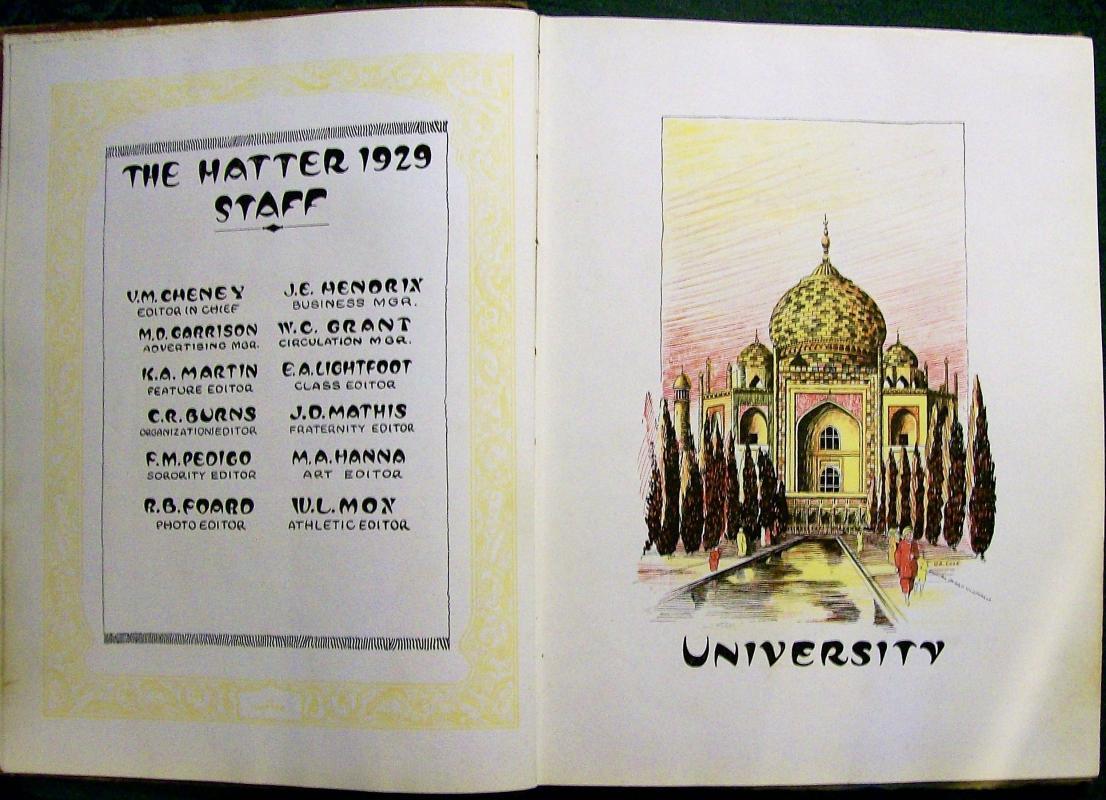 THE HATTER 1929
STAFF
V.M. CHENEY
EDITOR IN CHIEF
J.E. HENDRIX
BUSINESS MGR.
M.D. GARRISON
ADVERTISING MGR.
W.C. GRANT
CIRCULATION MGR.
K.A. MARTIN
FEATURE EDITOR
E.A. LIGHTFOOT
CLASS EDITOR
C.R. BURNS
ORGANIZATION EDITOR
J.D. MATHIS
FRATERNITY EDITOR
F.M. PEDIGO
SORORITY EDITOR
M.A. HANNA
ART EDITOR
R.B. FOARD
PHOTO EDITOR
W.L. MOX
ATHLETIC EDITOR
UNIVERSITY